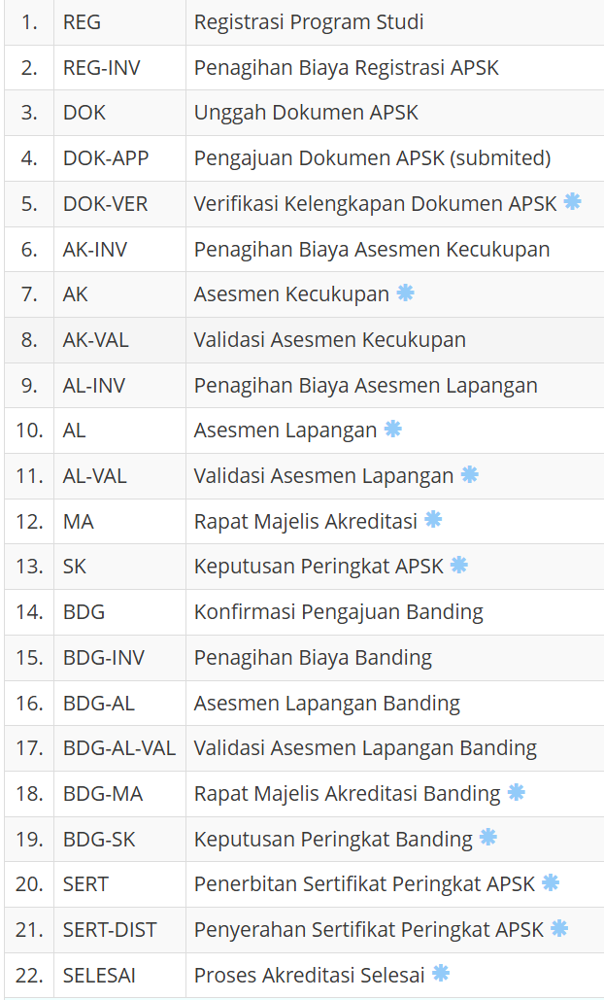 1. REG Registrasi Program Studi
2. REG-INV Penagihan Biaya Registrasi APSK
3. DOK Unggah Dokumen APSK
4. DOK-APP Pengajuan Dokumen APSK (submited)
5. DOK-VER Verifikasi Kelengkapan Dokumen APSK
6. AK-INV Penagihan Biaya Asesmen Kecukupan
7. AK Asesmen Kecukupan
8. AK-VAL Validasi Asesmen Kecukupan
9. AL-INV Penagihan Biaya Asesmen Lapangan
10. AL Asesmen Lapangan
11. AL-VAL Validasi Asesmen Lapangan
12. MA Rapat Majelis Akreditasi
13. SK Keputusan Peringkat APSK
14. BDG Konfirmasi Pengajuan Banding
15. BDG-INV Penagihan Biaya Banding
16. BDG-AL Asesmen Lapangan Banding
17. BDG-AL-VAL Validasi Asesmen Lapangan Banding
18. BDG-MA Rapat Majelis Akreditasi Banding
19. BDG-SK Keputusan Peringkat Banding
20. SERT Penerbitan Sertifikat Peringkat APSK
21. SERT-DIST Penyerahan Sertifikat Peringkat APSK
22. SELESAI Proses Akreditasi Selesai